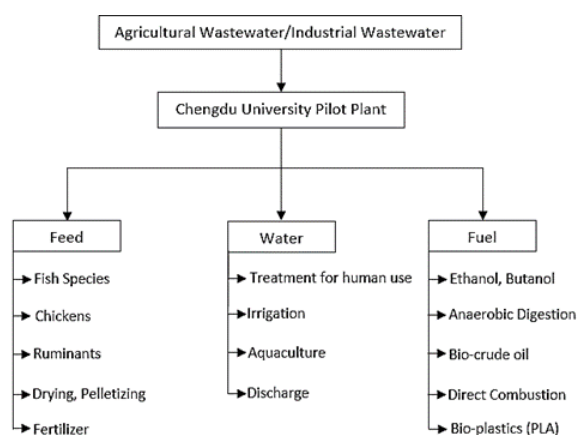 Agricultural Wastewater/Industrial Wastewater
Chengdu University Pilot Plant
Feed
Fish Species
Chickens
Ruminants
Drying, Pelletizing
Fertilizer
Water
Treatment for human use
Irrigation
Aquaculture
Discharge
Fuel
Ethanol, Butanol
Anaerobic Digestion
Bio-crude oil
Direct Combustion
Bio-plastics (PLA)